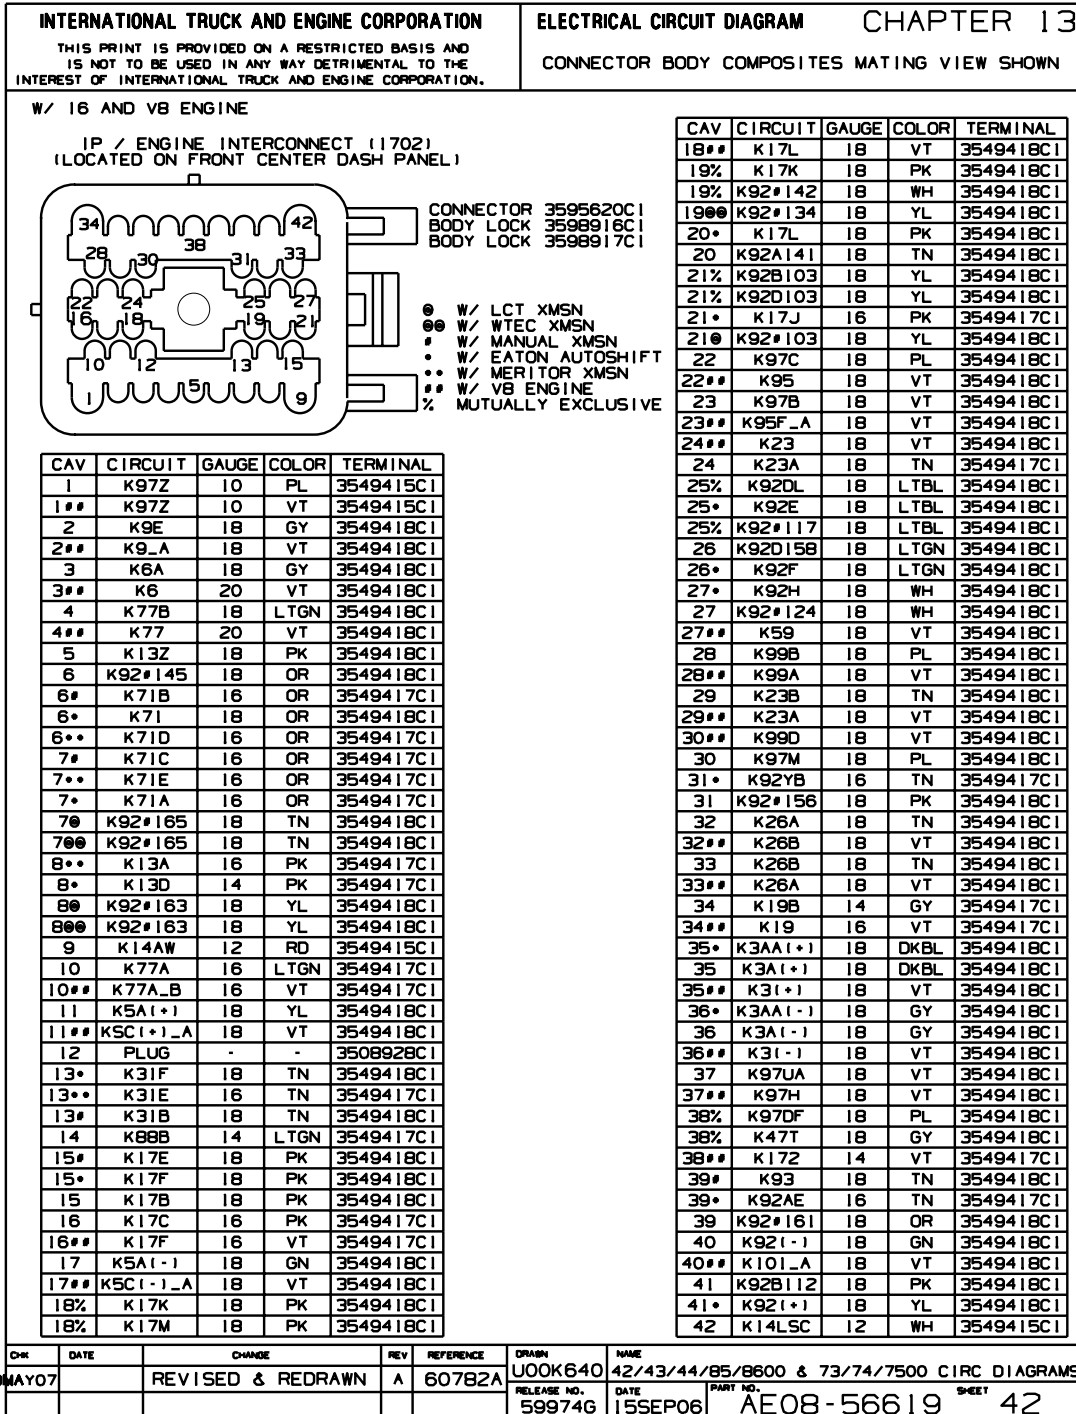 INTERNATIONAL TRUCK AND ENGINE CORPORATION
THIS PRINT IS PROVIDED ON A RESTRICTED BASIS AND
IS NOT TO BE USED IN ANY WAY DETRIMENTAL TO THE
INTEREST OF INTERNATIONAL TRUCK AND ENGINE CORPORATION.
ELECTRICAL CIRCUIT DIAGRAM CHAPTER 13
CONNECTOR BODY COMPOSITES MATING VIEW SHOWN
W/ I6 AND V8 ENGINE
IP / ENGINE INTERCONNECT (1702)
(LOCATED ON FRONT CENTER DASH PANEL)
CONNECTOR 3595620C1
BODY LOCK 3598916C1
BODY LOCK 3598917C1
34 42
38
28 30 31 33
22 24 25 27
16 18 19 21
10 12 13 15
1 5 9
@ W/ LCT XMSN
@@ W/ WTEC XMSN
# W/ MANUAL XMSN
• W/ EATON AUTOSHIFT
•• W/ MERITOR XMSN
## W/ V8 ENGINE
% MUTUALLY EXCLUSIVE
CAV CIRCUIT GAUGE COLOR TERMINAL
1 K97Z 10 PL 3549415C1
1## K97Z 10 VT 3549415C1
2 K9E 18 GY 3549418C1
2## K9_A 18 VT 3549418C1
3 K6A 18 GY 3549418C1
3## K6 20 VT 3549418C1
4 K77B 18 LTGN 3549418C1
4## K77 20 VT 3549418C1
5 K13Z 18 PK 3549418C1
6 K92#145 18 OR 3549418C1
6# K71B 16 OR 3549417C1
6• K71 18 OR 3549418C1
6•• K71D 16 OR 3549417C1
7# K71C 16 OR 3549417C1
7•• K71E 16 OR 3549417C1
7• K71A 16 OR 3549417C1
7@ K92#165 18 TN 3549418C1
7@@ K92#165 18 TN 3549418C1
8•• K13A 16 PK 3549417C1
8• K13D 14 PK 3549417C1
8@ K92#163 18 YL 3549418C1
8@@ K92#163 18 YL 3549418C1
9 K14AW 12 RD 3549415C1
10 K77A 16 LTGN 3549417C1
10## K77A_B 16 VT 3549417C1
11 K5A(+) 18 YL 3549418C1
11## K5C(+)_A 18 VT 3549418C1
12 PLUG - - 3508928C1
13• K31F 18 TN 3549418C1
13•• K31E 16 TN 3549417C1
13# K31B 18 TN 3549418C1
14 K88B 14 LTGN 3549417C1
15# K17E 18 PK 3549418C1
15• K17F 18 PK 3549418C1
15 K17B 18 PK 3549418C1
16 K17C 16 PK 3549417C1
16## K17F 16 VT 3549417C1
17 K5A(-) 18 GN 3549418C1
17## K5C(-)_A 18 VT 3549418C1
18% K17K 18 PK 3549418C1
18% K17M 18 PK 3549418C1
CAV CIRCUIT GAUGE COLOR TERMINAL
18## K17L 18 VT 3549418C1
19% K17K 18 PK 3549418C1
19% K92#142 18 WH 3549418C1
19@@ K92#134 18 YL 3549418C1
20• K17L 18 PK 3549418C1
20 K92A141 18 TN 3549418C1
21% K92B103 18 YL 3549418C1
21% K92D103 18 YL 3549418C1
21• K17J 16 PK 3549417C1
21@ K92#103 18 YL 3549418C1
22 K97C 18 PL 3549418C1
22## K95 18 VT 3549418C1
23 K97B 18 VT 3549418C1
23## K95F_A 18 VT 3549418C1
24## K23 18 VT 3549418C1
24 K23A 18 TN 3549417C1
25% K92DL 18 LTBL 3549418C1
25• K92E 18 LTBL 3549418C1
25% K92#117 18 LTBL 3549418C1
26 K92D158 18 LTGN 3549418C1
26• K92F 18 LTGN 3549418C1
27• K92H 18 WH 3549418C1
27 K92#124 18 WH 3549418C1
27## K59 18 VT 3549418C1
28 K99B 18 PL 3549418C1
28## K99A 18 VT 3549418C1
29 K23B 18 TN 3549418C1
29## K23A 18 VT 3549418C1
30## K99D 18 VT 3549418C1
30 K97M 18 PL 3549418C1
31• K92YB 16 TN 3549417C1
31 K92#156 18 PK 3549418C1
32 K26A 18 TN 3549418C1
32## K26B 18 VT 3549418C1
33 K26B 18 TN 3549418C1
33## K26A 18 VT 3549418C1
34 K19B 14 GY 3549417C1
34## K19 16 VT 3549417C1
35• K3AA(+) 18 DKBL 3549418C1
35 K3A(+) 18 DKBL 3549418C1
35## K3(+) 18 VT 3549418C1
36• K3AA(-) 18 GY 3549418C1
36 K3A(-) 18 GY 3549418C1
36## K3(-) 18 VT 3549418C1
37 K97UA 18 VT 3549418C1
37## K97H 18 VT 3549418C1
38% K97DF 18 PL 3549418C1
38% K47T 18 GY 3549418C1
38## K172 14 VT 3549417C1
39# K93 18 TN 3549418C1
39• K92AE 16 TN 3549417C1
39 K92#161 18 OR 3549418C1
40 K92(-) 18 GN 3549418C1
40## K101_A 18 VT 3549418C1
41 K92B112 18 PK 3549418C1
41• K92(+) 18 YL 3549418C1
42 K14LSC 12 WH 3549415C1
CHK DATE CHANGE REV REFERENCE DRAWN NAME
MAY07 REVISED & REDRAWN A 60782A U00K640 42/43/44/85/8600 & 73/74/7500 CIRC DIAGRAMS
RELEASE NO. DATE PART NO. SHEET
59974G 15SEP06 AE08-56619 42